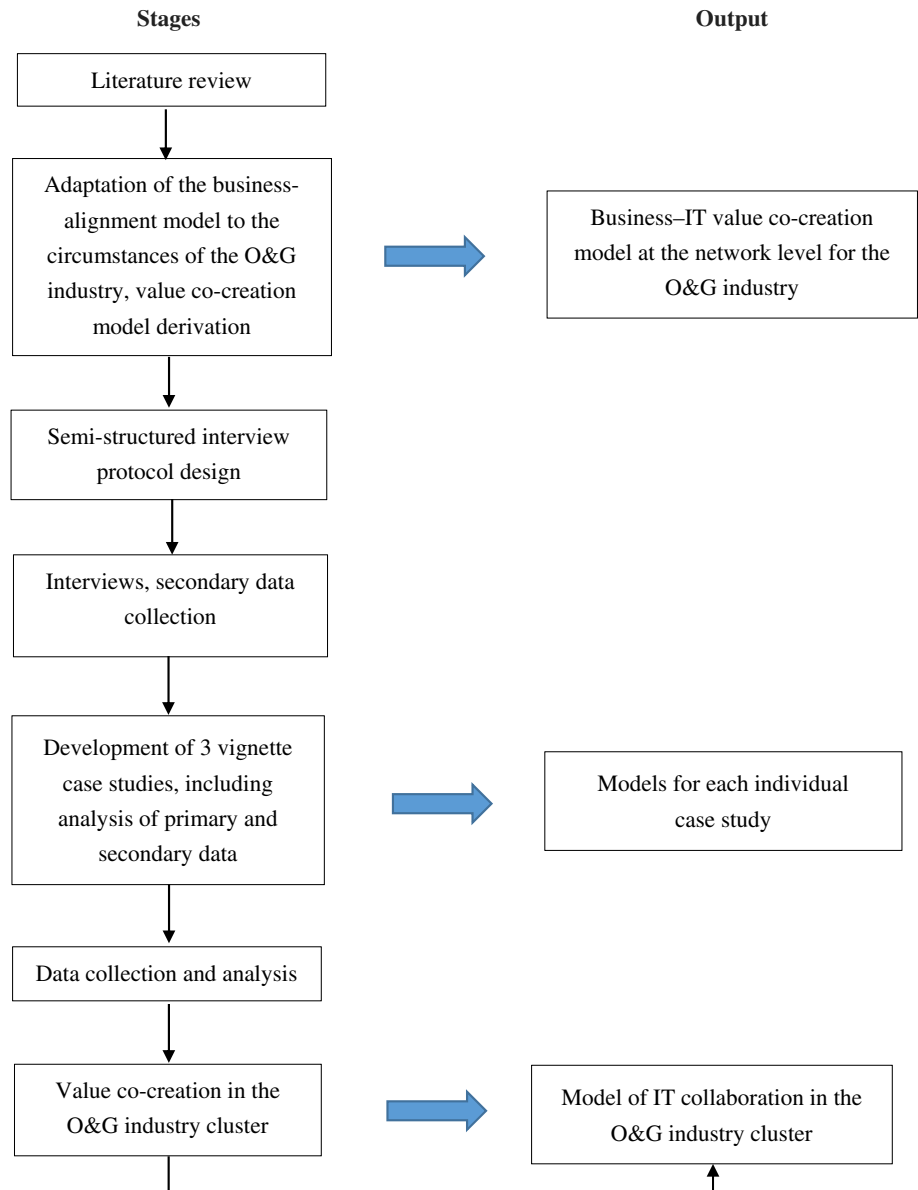 Stages
Output
Literature review
Adaptation of the business-
alignment model to the
circumstances of the O&G
industry, value co-creation
model derivation
Business–IT value co-creation
model at the network level for the
O&G industry
Semi-structured interview
protocol design
Interviews, secondary data
collection
Development of 3 vignette
case studies, including
analysis of primary and
secondary data
Models for each individual
case study
Data collection and analysis
Value co-creation in the
O&G industry cluster
Model of IT collaboration in the
O&G industry cluster